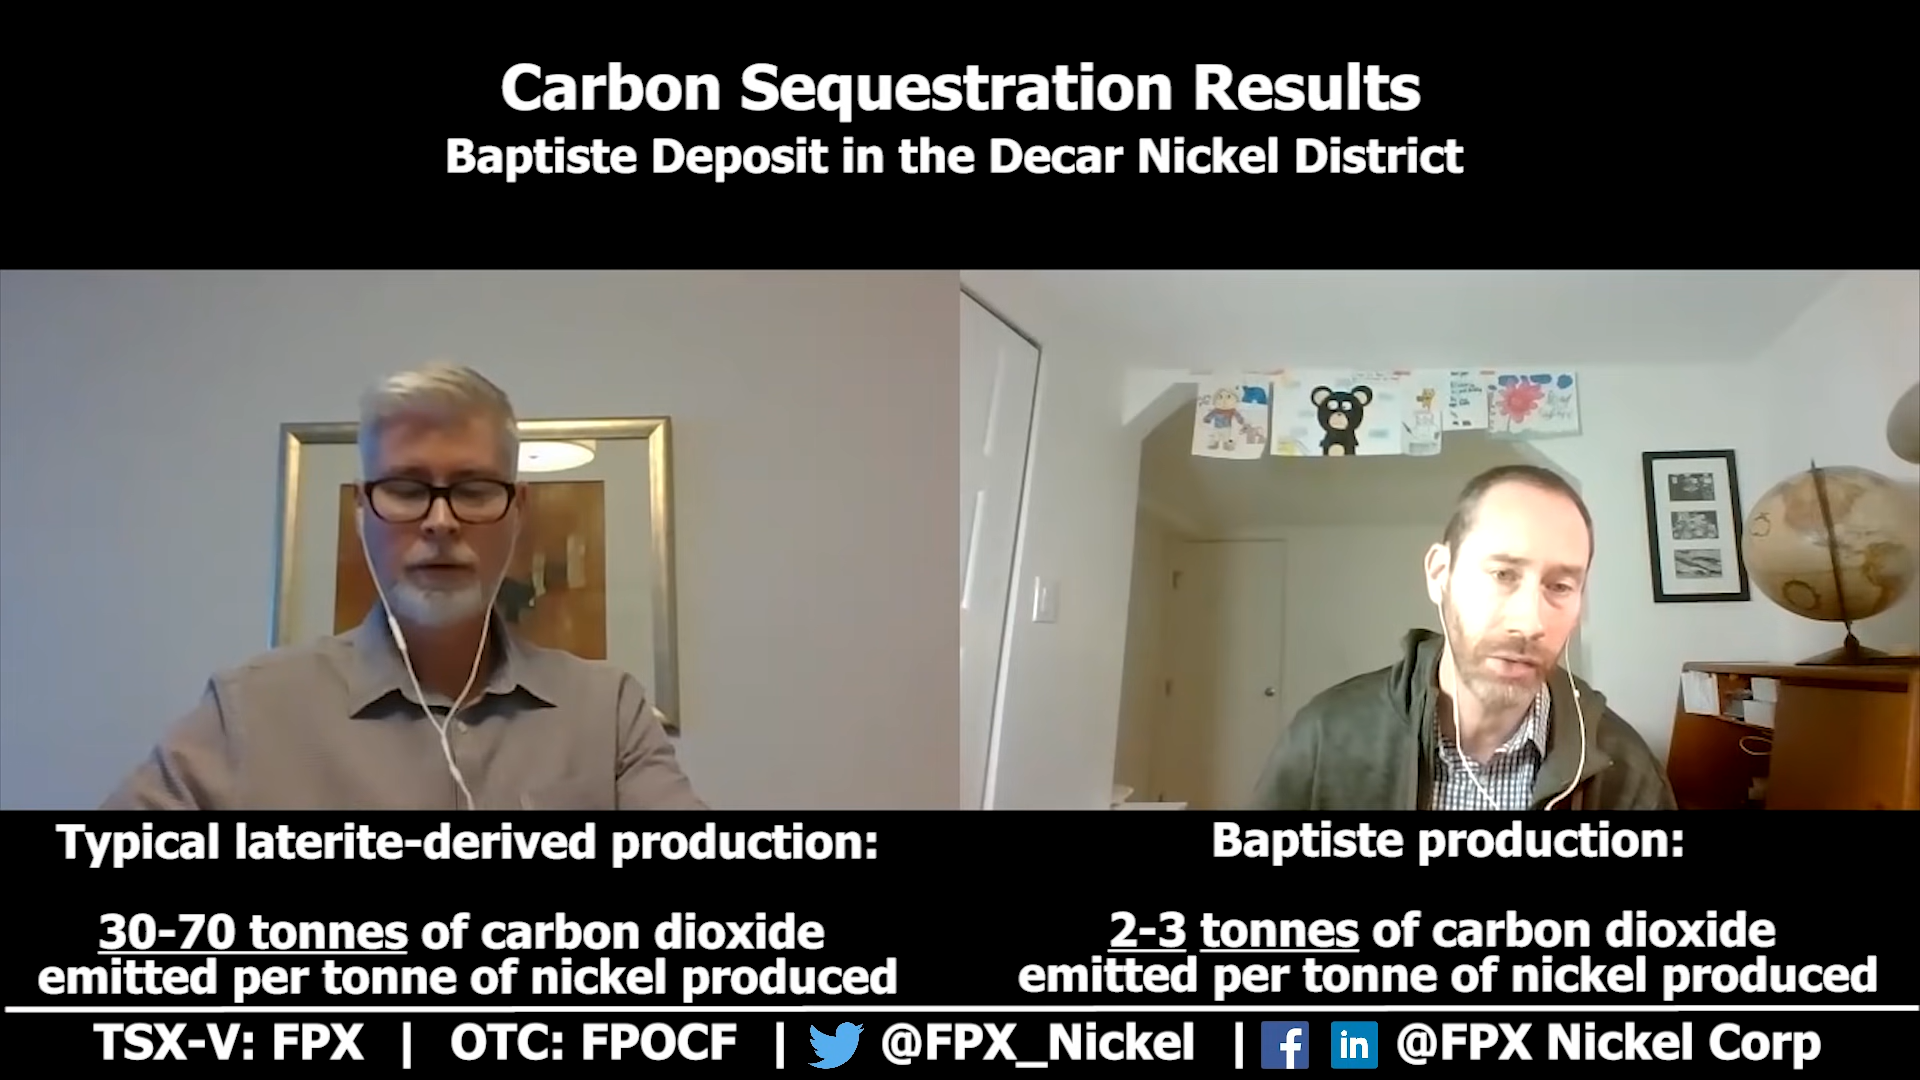 Carbon Sequestration Results
Baptiste Deposit in the Decar Nickel District
Typical laterite-derived production:
30-70 tonnes of carbon dioxide
emitted per tonne of nickel produced
Baptiste production:
2-3 tonnes of carbon dioxide
emitted per tonne of nickel produced
TSX-V: FPX | OTC: FPOCF | @FPX_Nickel | f in @FPX Nickel Corp